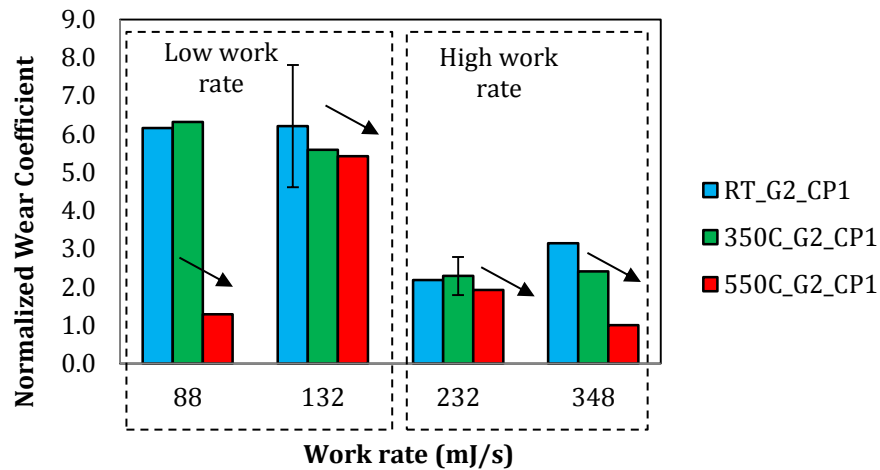 Normalized Wear Coefficient
9.0
8.0
7.0
6.0
5.0
4.0
3.0
2.0
1.0
0.0
Low work
rate
High work
rate
88 132 232 348
Work rate (mJ/s)
RT_G2_CP1
350C_G2_CP1
550C_G2_CP1